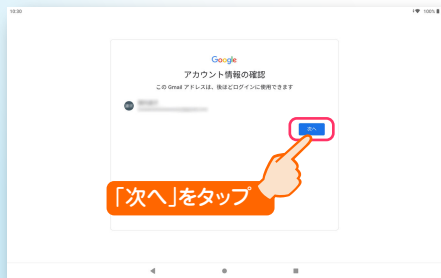 10:30
100%
Google
アカウント情報の確認
この Gmail アドレスは、後ほどログインに使用できます
次へ
「次へ」をタップ